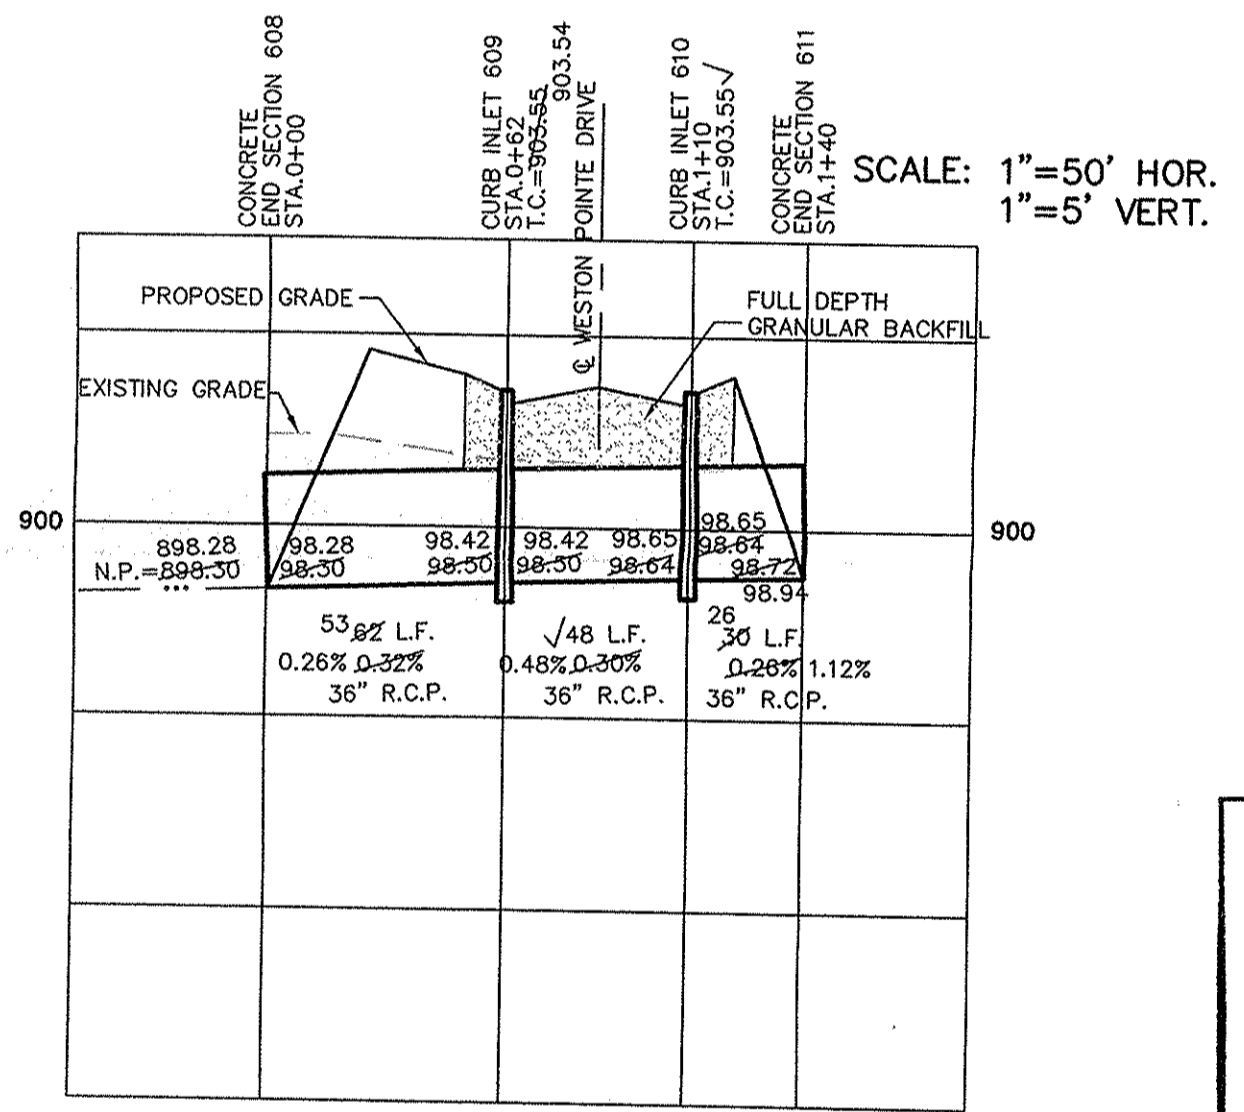 CONCRETE
END SECTION 608
STA.0+00
CURB INLET 609
STA.0+62
T.C.=903.55
903.54
℄ WESTON POINTE DRIVE
CURB INLET 610
STA.1+10
T.C.=903.55✓
CONCRETE
END SECTION 611
STA.1+40
SCALE: 1"=50' HOR.
1"=5' VERT.
PROPOSED GRADE
FULL DEPTH
GRANULAR BACKFILL
EXISTING GRADE
900
900
898.28
N.P.=898.30
98.28
98.30
98.42
98.50
98.42
98.50
98.65
98.64
98.65
98.64
98.72
98.94
53 62 L.F.
0.26% 0.32%
36" R.C.P.
✓48 L.F.
0.48% 0.30%
36" R.C.P.
26
30 L.F.
0.26% 1.12%
36" R.C.P.